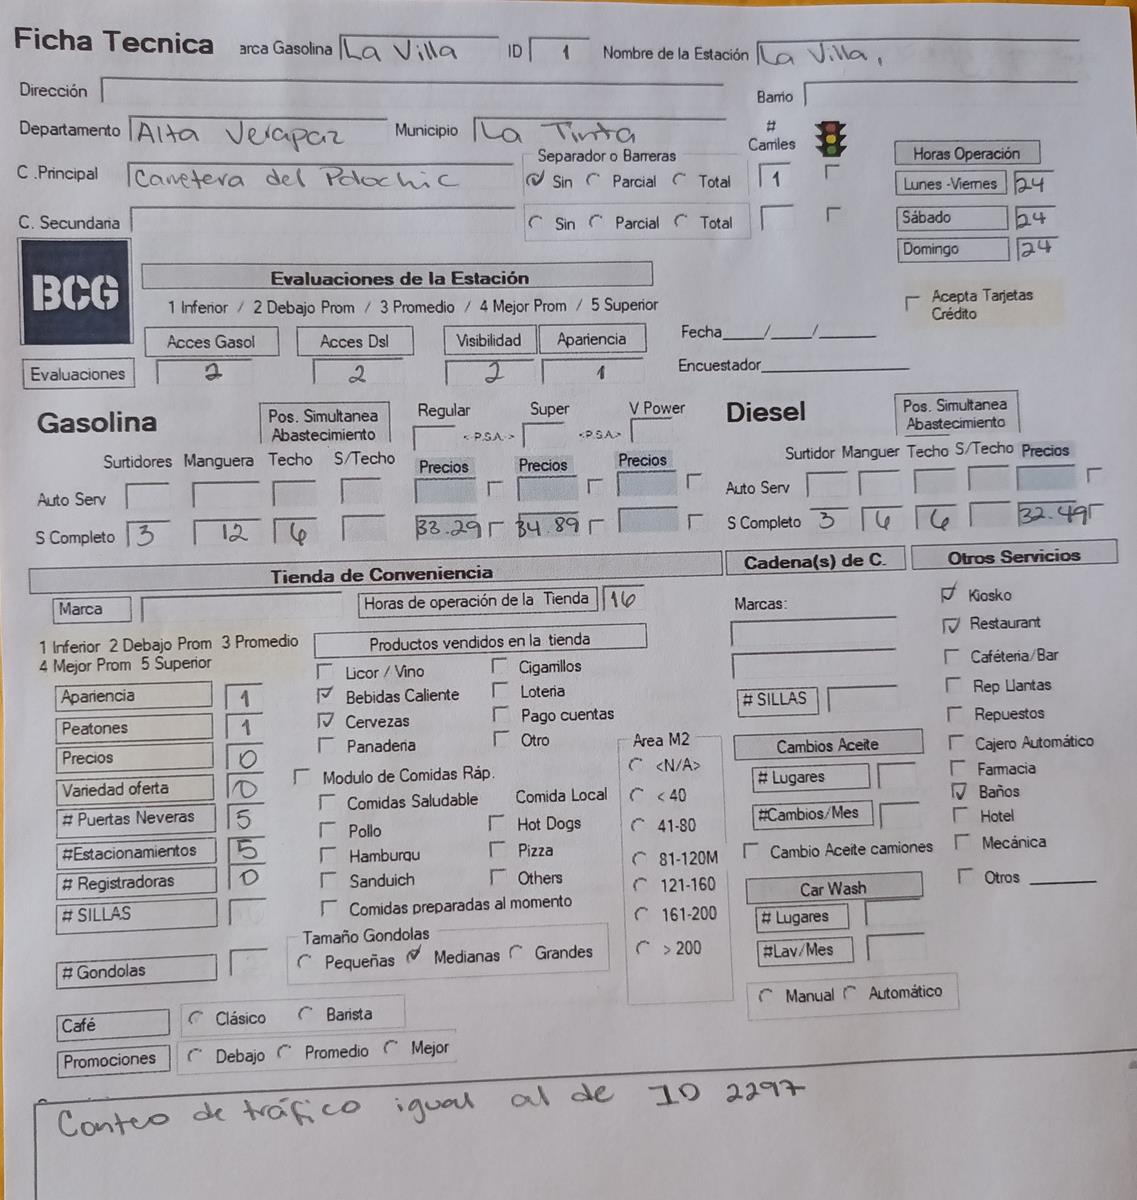 Ficha Tecnica arca Gasolina La Villa ID 1 Nombre de la Estación La Villa,
Dirección Barrio
Departamento Alta Verapaz Municipio La Tinta # Carriles
C .Principal Carretera del Polochic Separador o Barreras Sin Parcial Total 1
C. Secundaria Sin Parcial Total
Horas Operación
Lunes -Viernes 24
Sábado 24
Domingo 24
BCG
Evaluaciones de la Estación
1 Inferior / 2 Debajo Prom / 3 Promedio / 4 Mejor Prom / 5 Superior
Acepta Tarjetas
Crédito
Acces Gasol Acces Dsl Visibilidad Apariencia Fecha____/____/______
Evaluaciones 2 2 2 1 Encuestador_______________
Gasolina Pos. Simultanea Abastecimiento Regular <-P.S.A.-> Super <-P.S.A.> V Power
Surtidores Manguera Techo S/Techo Precios Precios Precios
Auto Serv
S Completo 3 12 6 33.29 34.89
Diesel Pos. Simultanea Abastecimiento
Surtidor Manguer Techo S/Techo Precios
Auto Serv
S Completo 3 6 6 32.49
Tienda de Conveniencia
Marca Horas de operación de la Tienda 16
1 Inferior 2 Debajo Prom 3 Promedio
4 Mejor Prom 5 Superior
Apariencia 1
Peatones 1
Precios 0
Variedad oferta 0
# Puertas Neveras 5
#Estacionamientos 5
# Registradoras 0
# SILLAS
# Gondolas
Productos vendidos en la tienda
Licor / Vino Cigarrillos
Bebidas Caliente Loteria
Cervezas Pago cuentas
Panaderia Otro
Modulo de Comidas Ráp.
Comidas Saludable Comida Local
Pollo Hot Dogs
Hamburqu Pizza
Sanduich Others
Comidas preparadas al momento
Tamaño Gondolas
Pequeñas Medianas Grandes
Area M2
<N/A>
< 40
41-80
81-120M
121-160
161-200
> 200
Café Clásico Barista
Promociones Debajo Promedio Mejor
Cadena(s) de C.
Marcas:
# SILLAS
Cambios Aceite
# Lugares
#Cambios/Mes
Cambio Aceite camiones
Car Wash
# Lugares
#Lav/Mes
Manual Automático
Otros Servicios
Kiosko
Restaurant
Caféteria/Bar
Rep Llantas
Repuestos
Cajero Automático
Farmacia
Baños
Hotel
Mecánica
Otros ________
Conteo de tráfico igual al de ID 2297